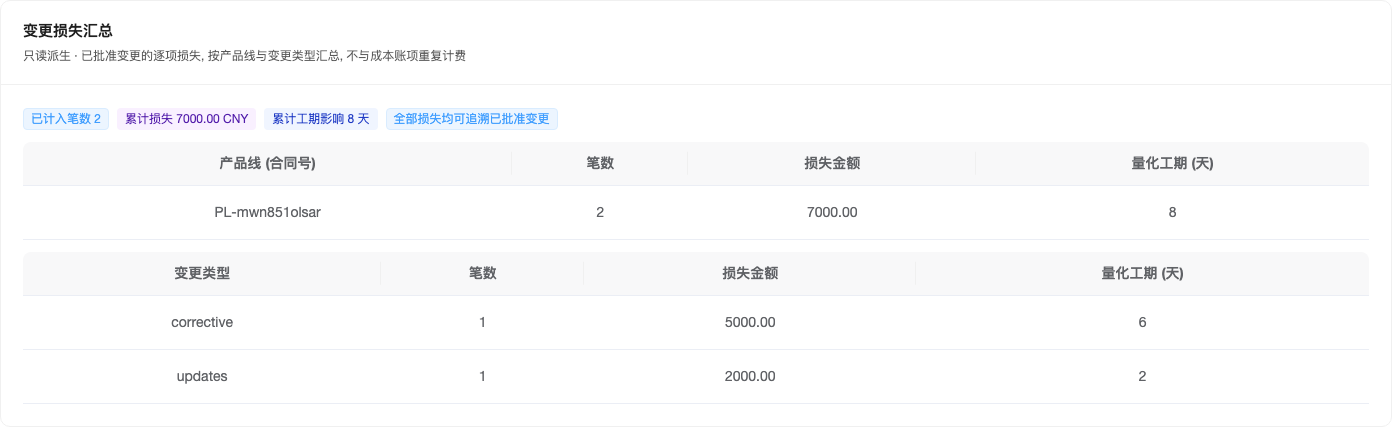 变更损失汇总
只读派生 · 已批准变更的逐项损失, 按产品线与变更类型汇总, 不与成本账项重复计费
已计入笔数 2 累计损失 7000.00 CNY 累计工期影响 8 天 全部损失均可追溯已批准变更
产品线 (合同号) 笔数 损失金额 量化工期 (天)
PL-mwn851olsar 2 7000.00 8
变更类型 笔数 损失金额 量化工期 (天)
corrective 1 5000.00 6
updates 1 2000.00 2